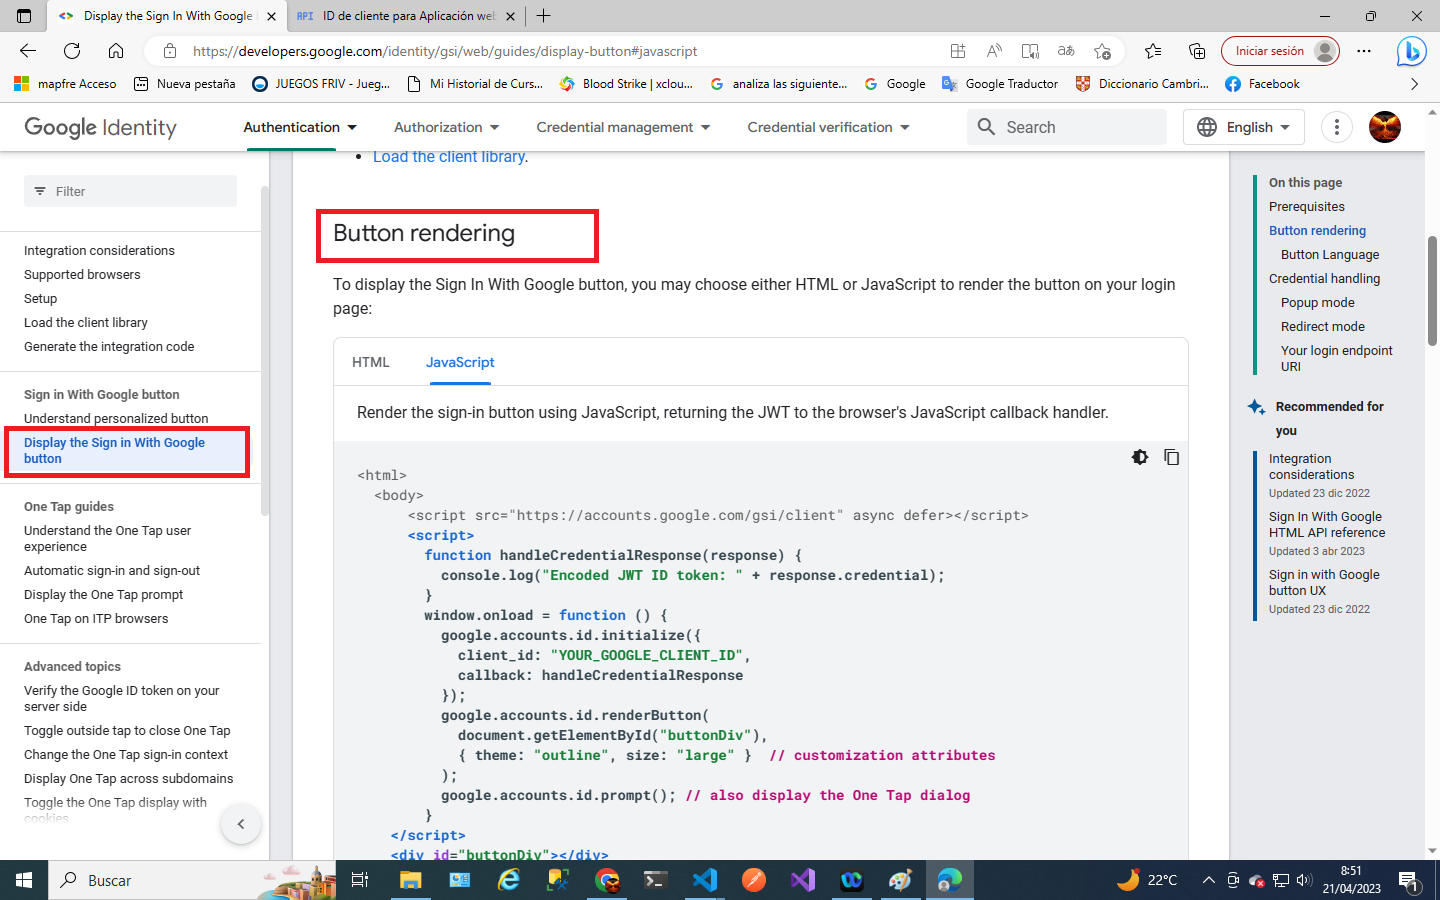 Display the Sign In With Google
ID de cliente para Aplicación web
https://developers.google.com/identity/gsi/web/guides/display-button#javascript
Iniciar sesión
mapfre Acceso
Nueva pestaña
JUEGOS FRIV - Jueg...
Mi Historial de Curs...
Blood Strike | xclou...
analiza las siguiente...
Google
Google Traductor
Diccionario Cambri...
Facebook
Google Identity
Authentication
Authorization
Credential management
Credential verification
Search
English
Filter
Integration considerations
Supported browsers
Setup
Load the client library
Generate the integration code
Sign in With Google button
Understand personalized button
Display the Sign in With Google
button
One Tap guides
Understand the One Tap user
experience
Automatic sign-in and sign-out
Display the One Tap prompt
One Tap on ITP browsers
Advanced topics
Verify the Google ID token on your
server side
Toggle outside tap to close One Tap
Change the One Tap sign-in context
Display One Tap across subdomains
Toggle the One Tap display with
cookies
Load the client library.
Button rendering
To display the Sign In With Google button, you may choose either HTML or JavaScript to render the button on your login
page:
HTML
JavaScript
Render the sign-in button using JavaScript, returning the JWT to the browser's JavaScript callback handler.
<html>
<body>
<script src="https://accounts.google.com/gsi/client" async defer></script>
<script>
function handleCredentialResponse(response) {
console.log("Encoded JWT ID token: " + response.credential);
}
window.onload = function () {
google.accounts.id.initialize({
client_id: "YOUR_GOOGLE_CLIENT_ID",
callback: handleCredentialResponse
});
google.accounts.id.renderButton(
document.getElementById("buttonDiv"),
{ theme: "outline", size: "large" }  // customization attributes
);
google.accounts.id.prompt(); // also display the One Tap dialog
}
</script>
<div id="buttonDiv"></div>
On this page
Prerequisites
Button rendering
Button Language
Credential handling
Popup mode
Redirect mode
Your login endpoint
URI
Recommended for
you
Integration
considerations
Updated 23 dic 2022
Sign In With Google
HTML API reference
Updated 3 abr 2023
Sign in with Google
button UX
Updated 23 dic 2022
Buscar
22°C
8:51
21/04/2023
1